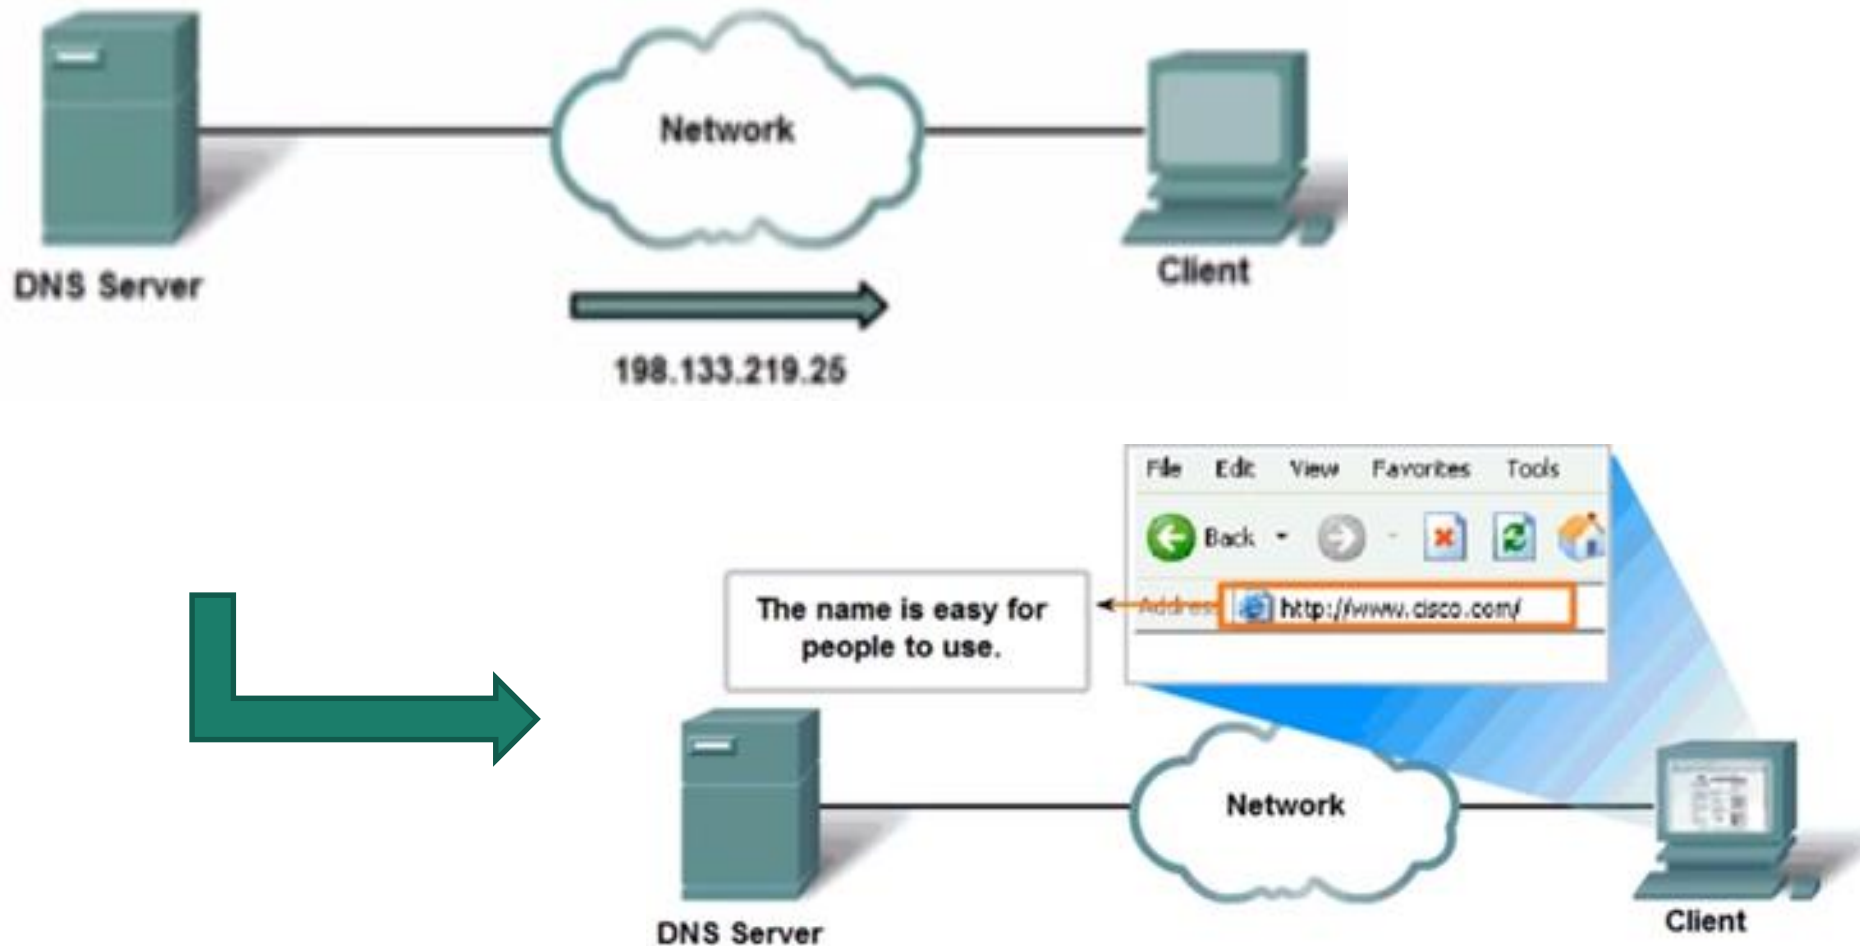 Network
DNS Server
Client
198.133.219.25
File Edit View Favorites Tools
Back
Address http://www.cisco.com/
The name is easy for
people to use.
Network
DNS Server
Client